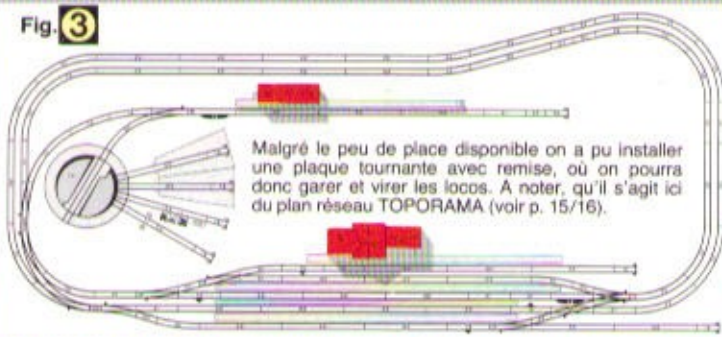 Fig. 3
Malgré le peu de place disponible on a pu installer
une plaque tournante avec remise, où on pourra
donc garer et virer les locos. A noter, qu'il s'agit ici
du plan réseau TOPORAMA (voir p. 15/16).